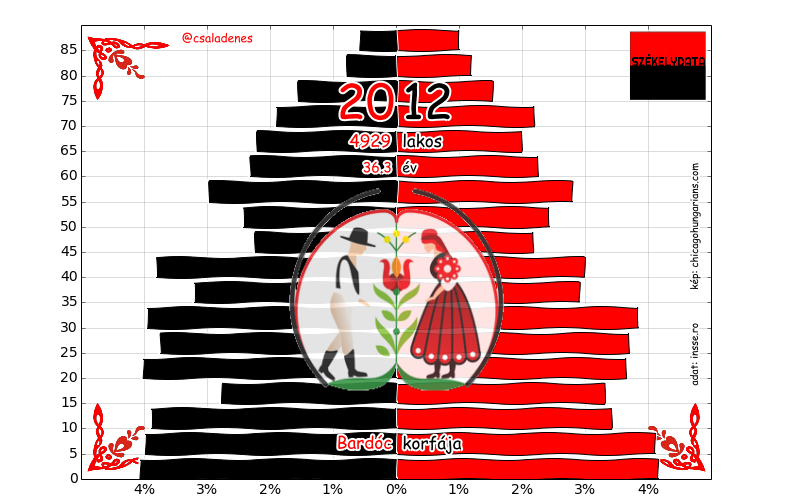 @csaladenes
SZÉKELYDATA
2012
4929 lakos
36.3 év
Bardóc korfája
kép: chicagohungarians.com
adat: insse.ro
85
80
75
70
65
60
55
50
45
40
35
30
25
20
15
10
5
0
4% 3% 2% 1% 0% 1% 2% 3% 4%